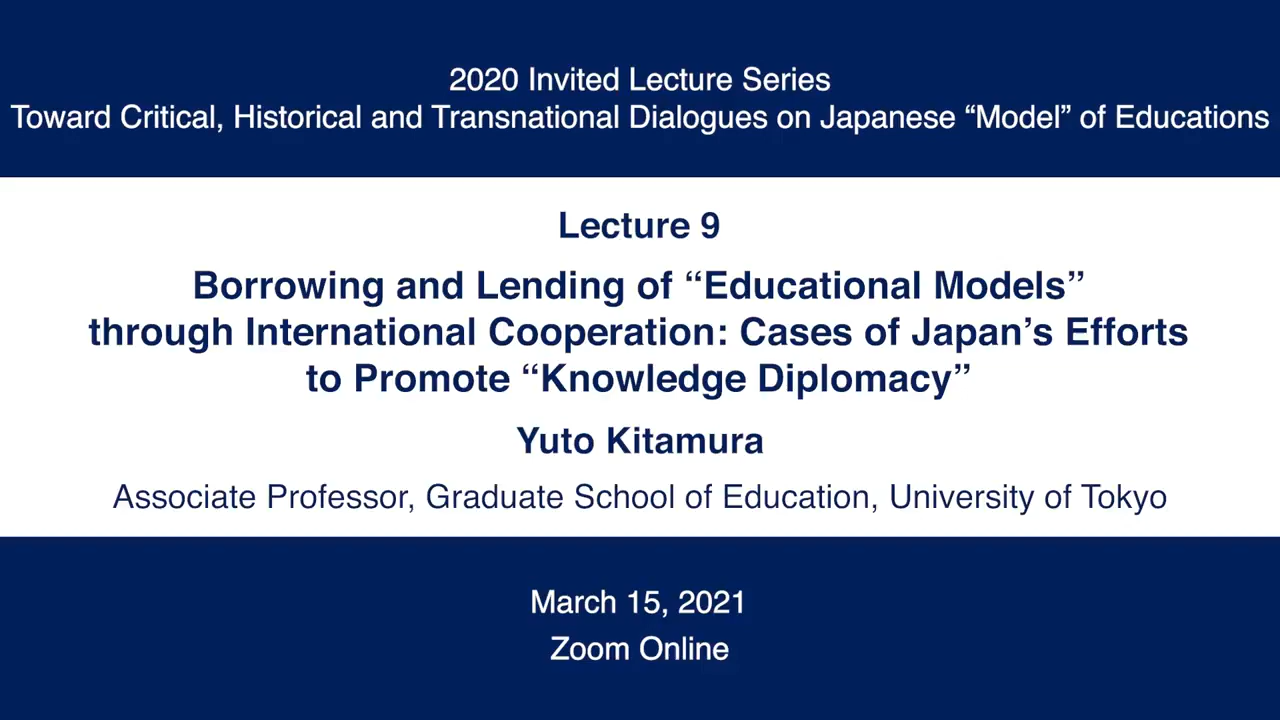 2020 Invited Lecture Series
Toward Critical, Historical and Transnational Dialogues on Japanese “Model” of Educations
Lecture 9
Borrowing and Lending of “Educational Models”
through International Cooperation: Cases of Japan’s Efforts
to Promote “Knowledge Diplomacy”
Yuto Kitamura
Associate Professor, Graduate School of Education, University of Tokyo
March 15, 2021
Zoom Online